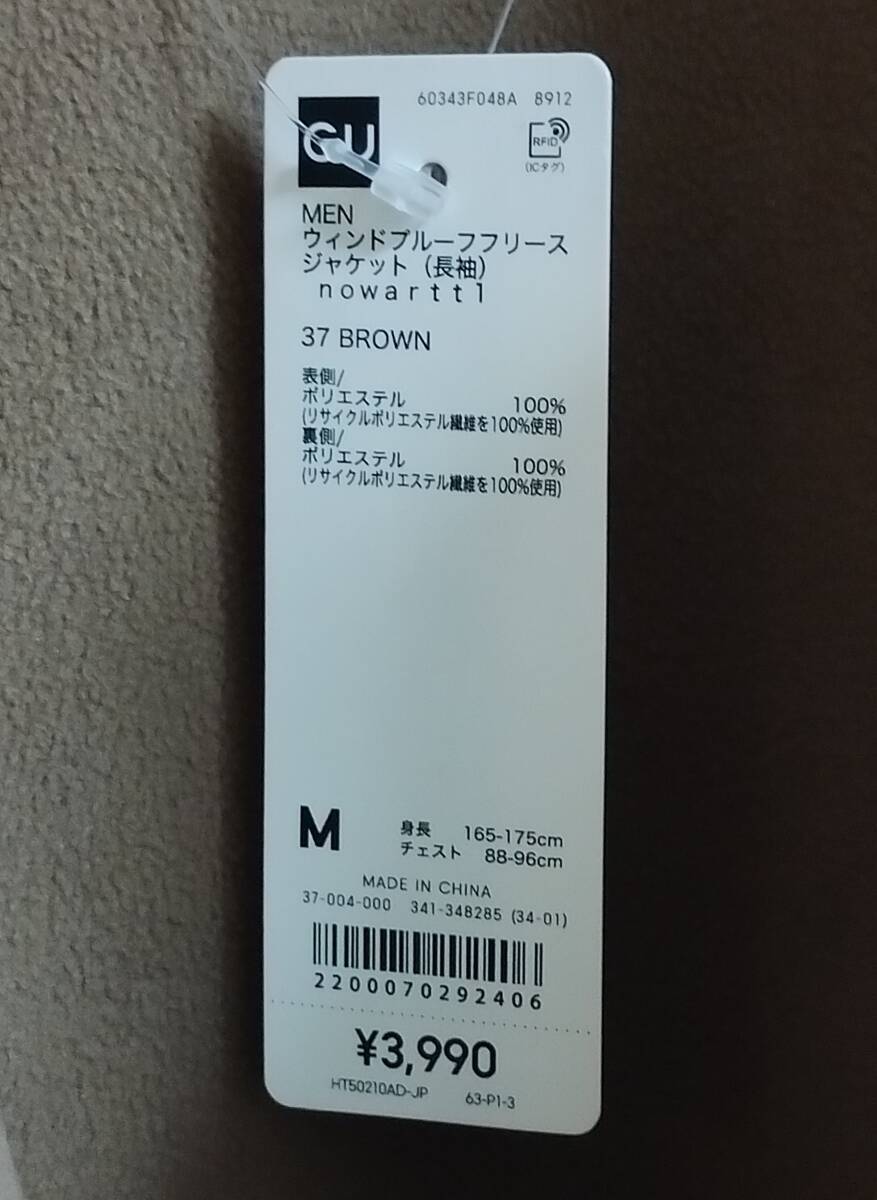 60343F048A 8912
GU
RFID
(ICタグ)
MEN
ウィンドプルーフフリース
ジャケット（長袖）
nowartt1
37 BROWN
表側/
ポリエステル 100%
(リサイクルポリエステル繊維を100%使用)
裏側/
ポリエステル 100%
(リサイクルポリエステル繊維を100%使用)
M 身長 165-175cm
チェスト 88-96cm
MADE IN CHINA
37-004-000 341-348285 (34-01)
2200070292406
¥3,990
HT50210AD-JP 63-P1-3